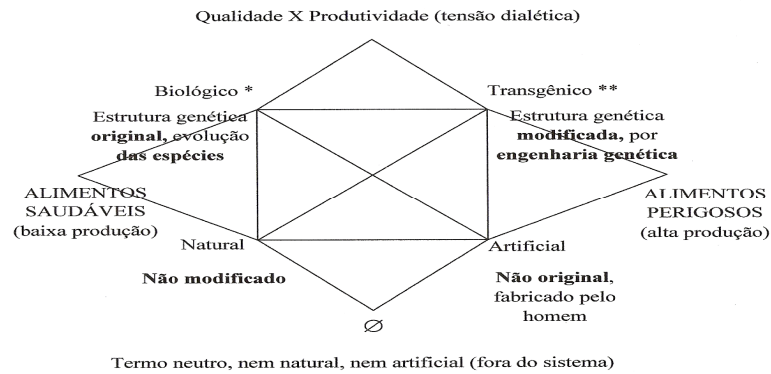 Qualidade X Produtividade (tensão dialética)
Biológico *
Transgênico **
Estrutura genética
original, evolução
das espécies
Estrutura genética
modificada, por
engenharia genética
ALIMENTOS
SAUDÁVEIS
(baixa produção)
ALIMENTOS
PERIGOSOS
(alta produção)
Natural
Artificial
Não modificado
Não original,
fabricado pelo
homem
Ø
Termo neutro, nem natural, nem artificial (fora do sistema)